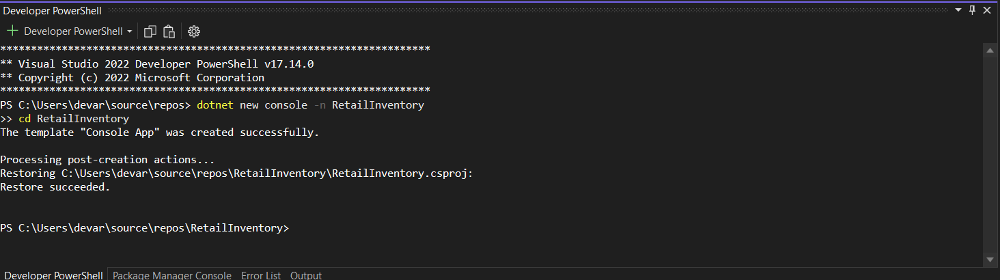 Developer PowerShell
Developer PowerShell
**********************************************************************
** Visual Studio 2022 Developer PowerShell v17.14.0
** Copyright (c) 2022 Microsoft Corporation
**********************************************************************
PS C:\Users\devar\source\repos> dotnet new console -n RetailInventory
>> cd RetailInventory
The template "Console App" was created successfully.
Processing post-creation actions...
Restoring C:\Users\devar\source\repos\RetailInventory\RetailInventory.csproj:
Restore succeeded.
PS C:\Users\devar\source\repos\RetailInventory>
Developer PowerShell Package Manager Console Error List Output